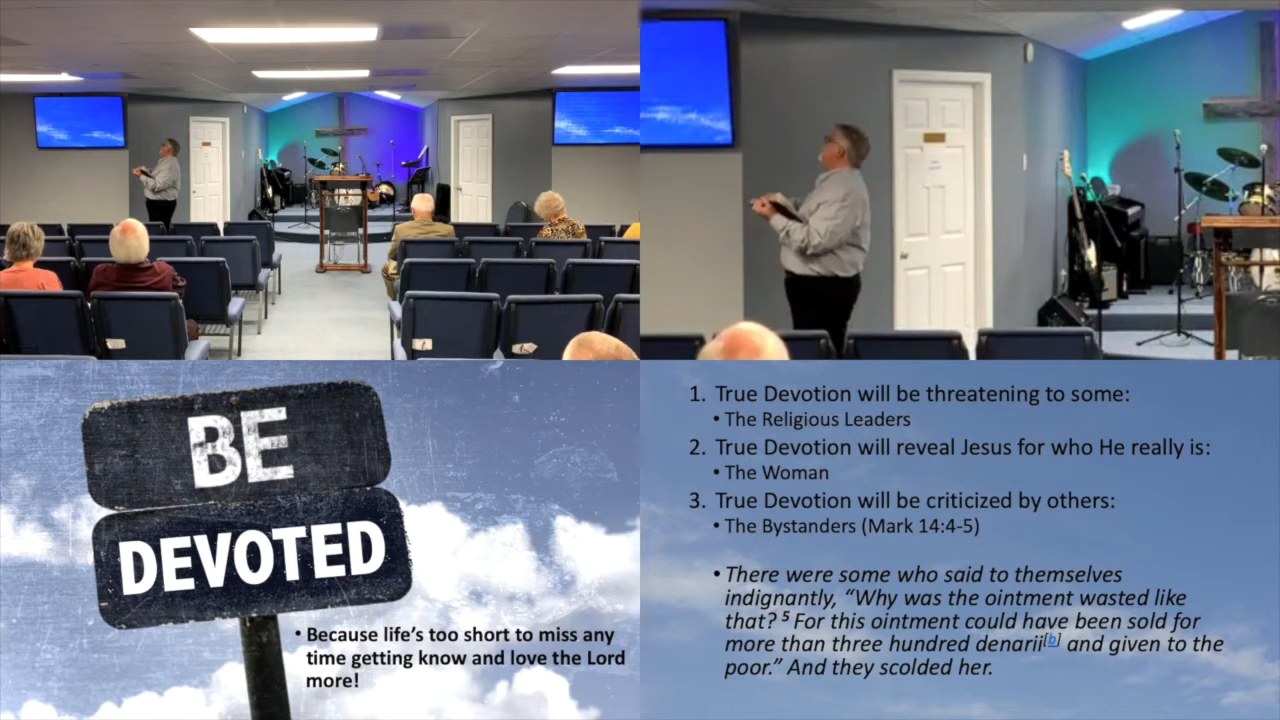 BE
DEVOTED
• Because life's too short to miss any
time getting know and love the Lord
more!
1. True Devotion will be threatening to some:
• The Religious Leaders
2. True Devotion will reveal Jesus for who He really is:
• The Woman
3. True Devotion will be criticized by others:
• The Bystanders (Mark 14:4-5)
• There were some who said to themselves
indignantly, “Why was the ointment wasted like
that? ⁵ For this ointment could have been sold for
more than three hundred denarii[b] and given to the
poor.” And they scolded her.